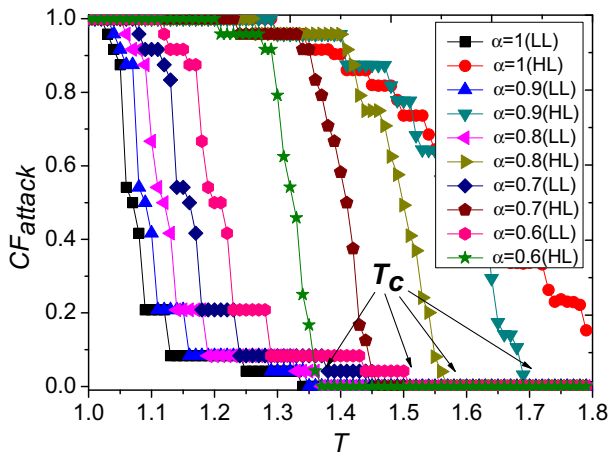 1.0
0.8
0.6
0.4
0.2
0.0
CF attack
α=1(LL)
α=1(HL)
α=0.9(LL)
α=0.9(HL)
α=0.8(LL)
α=0.8(HL)
α=0.7(LL)
α=0.7(HL)
α=0.6(LL)
α=0.6(HL)
Tc
1.0 1.1 1.2 1.3 1.4 1.5 1.6 1.7 1.8
T